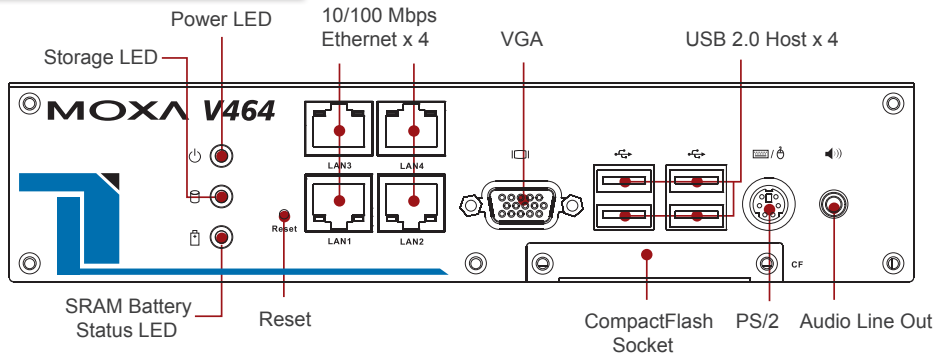 Power LED
10/100 Mbps
Ethernet x 4
VGA
USB 2.0 Host x 4
Storage LED
MOXA V464
LAN3
LAN4
Reset
LAN1
LAN2
CF
SRAM Battery
Status LED
Reset
CompactFlash
Socket
PS/2
Audio Line Out